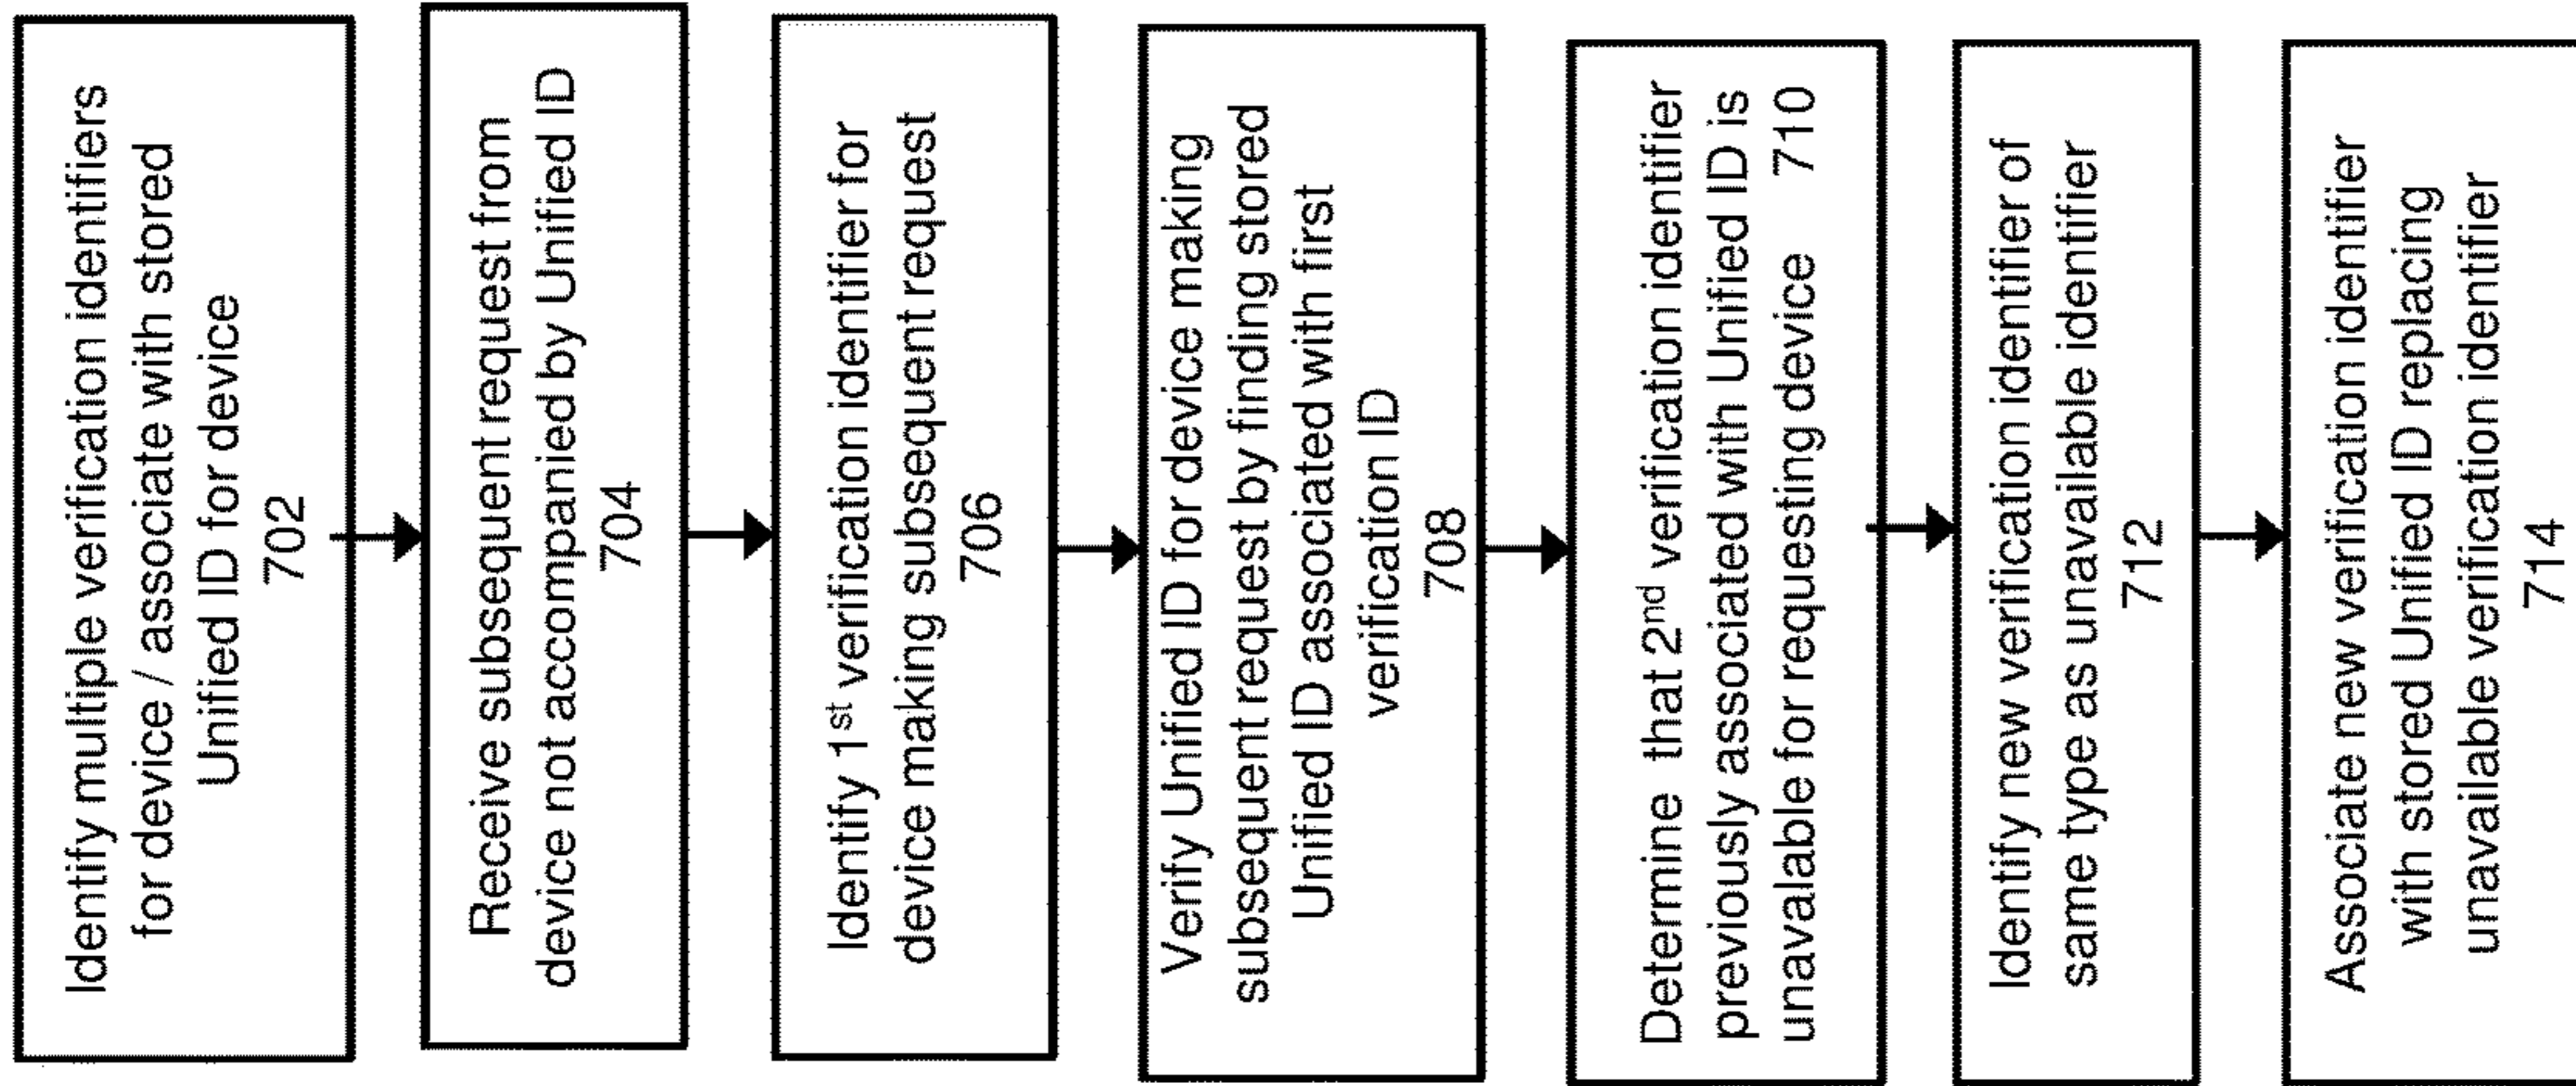 Identify multiple verification identifiers
for device / associate with stored
Unified ID for device
702
Receive subsequent request from
device not accompanied by Unified ID
704
Identify 1st verification identifier for
device making subsequent request
706
Verify Unified ID for device making
subsequent request by finding stored
Unified ID associated with first
verification ID
708
Determine that 2nd verification identifier
previously associated with Unified ID is
unavalable for requesting device 710
Identify new verification identifier of
same type as unavailable identifier
712
Associate new verification identifier
with stored Unified ID replacing
unavailable verification identifier
714